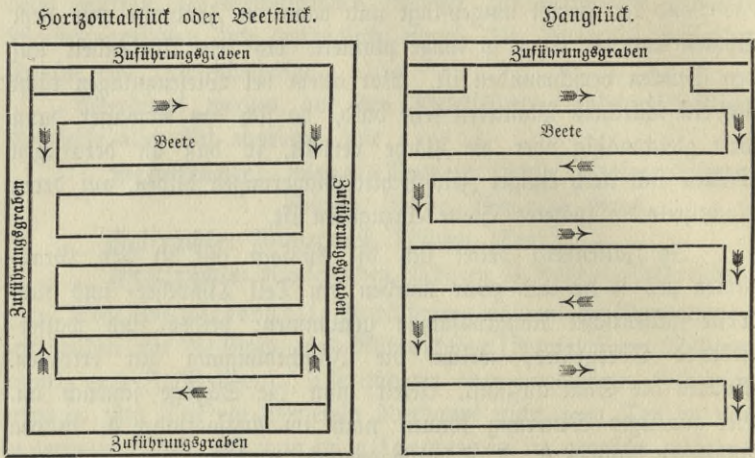 Horizontalstück oder Beetstück.
Zuführungsgraben
Beete
Zuführungsgraben
Zuführungsgraben
Zuführungsgraben
Hangstück.
Zuführungsgraben
Beete